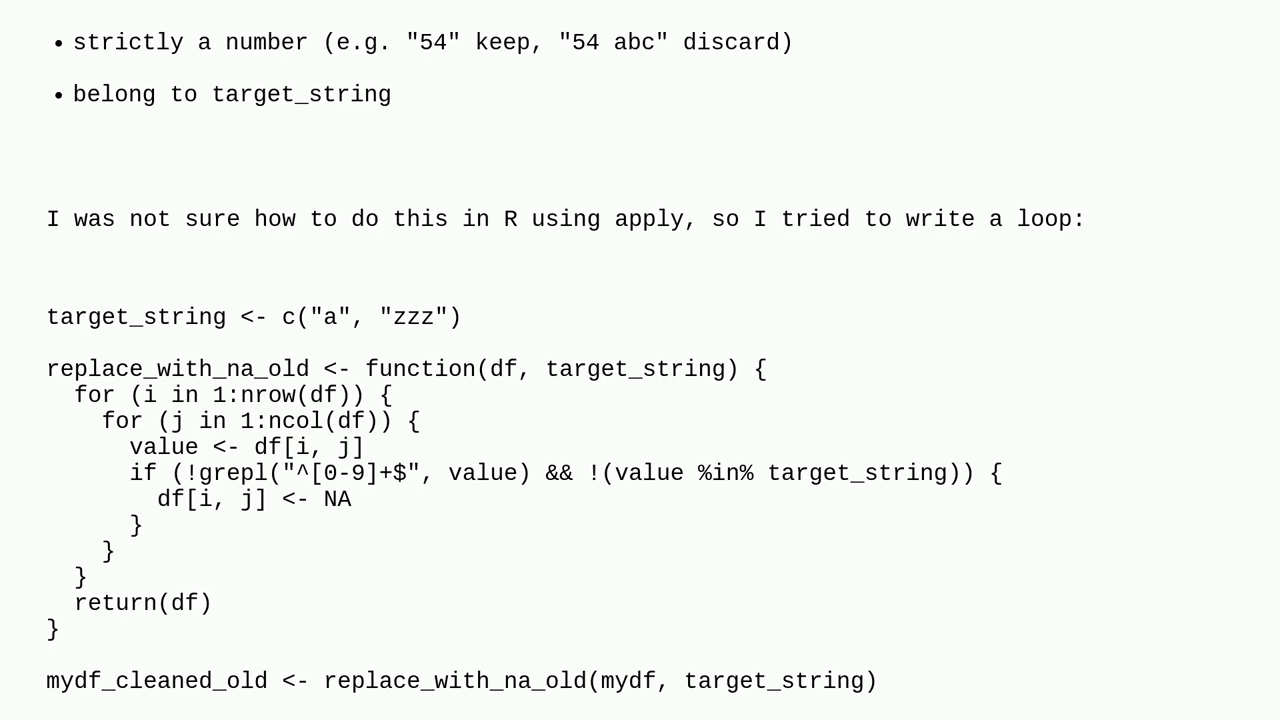 • strictly a number (e.g. "54" keep, "54 abc" discard)
• belong to target_string
I was not sure how to do this in R using apply, so I tried to write a loop:
target_string <- c("a", "zzz")
replace_with_na_old <- function(df, target_string) {
  for (i in 1:nrow(df)) {
    for (j in 1:ncol(df)) {
      value <- df[i, j]
      if (!grepl("^[0-9]+$", value) && !(value %in% target_string)) {
        df[i, j] <- NA
      }
    }
  }
  return(df)
}
mydf_cleaned_old <- replace_with_na_old(mydf, target_string)